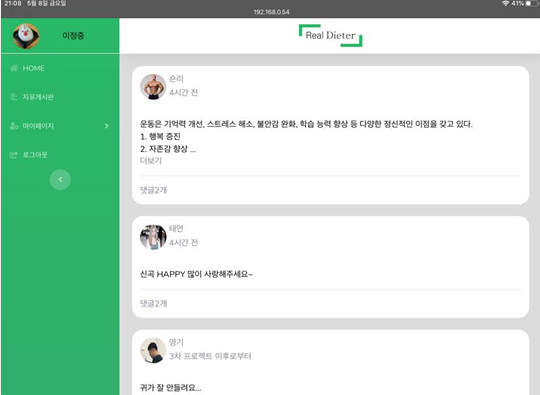 21:08 5월 8일 금요일
41%
192.168.0.54
이정중
Real Dieter
HOME
자유게시판
마이페이지
로그아웃
숀리
4시간 전
운동은 기억력 개선, 스트레스 해소, 불안감 완화, 학습 능력 향상 등 다양한 정신적인 이점을 갖고 있다.
1. 행복 증진
2. 자존감 향상 ...
더보기
댓글2개
태연
4시간 전
신곡 HAPPY 많이 사랑해주세요~
댓글2개
영기
3차 프로젝트 이후로부터
귀가 잘 안들려요...